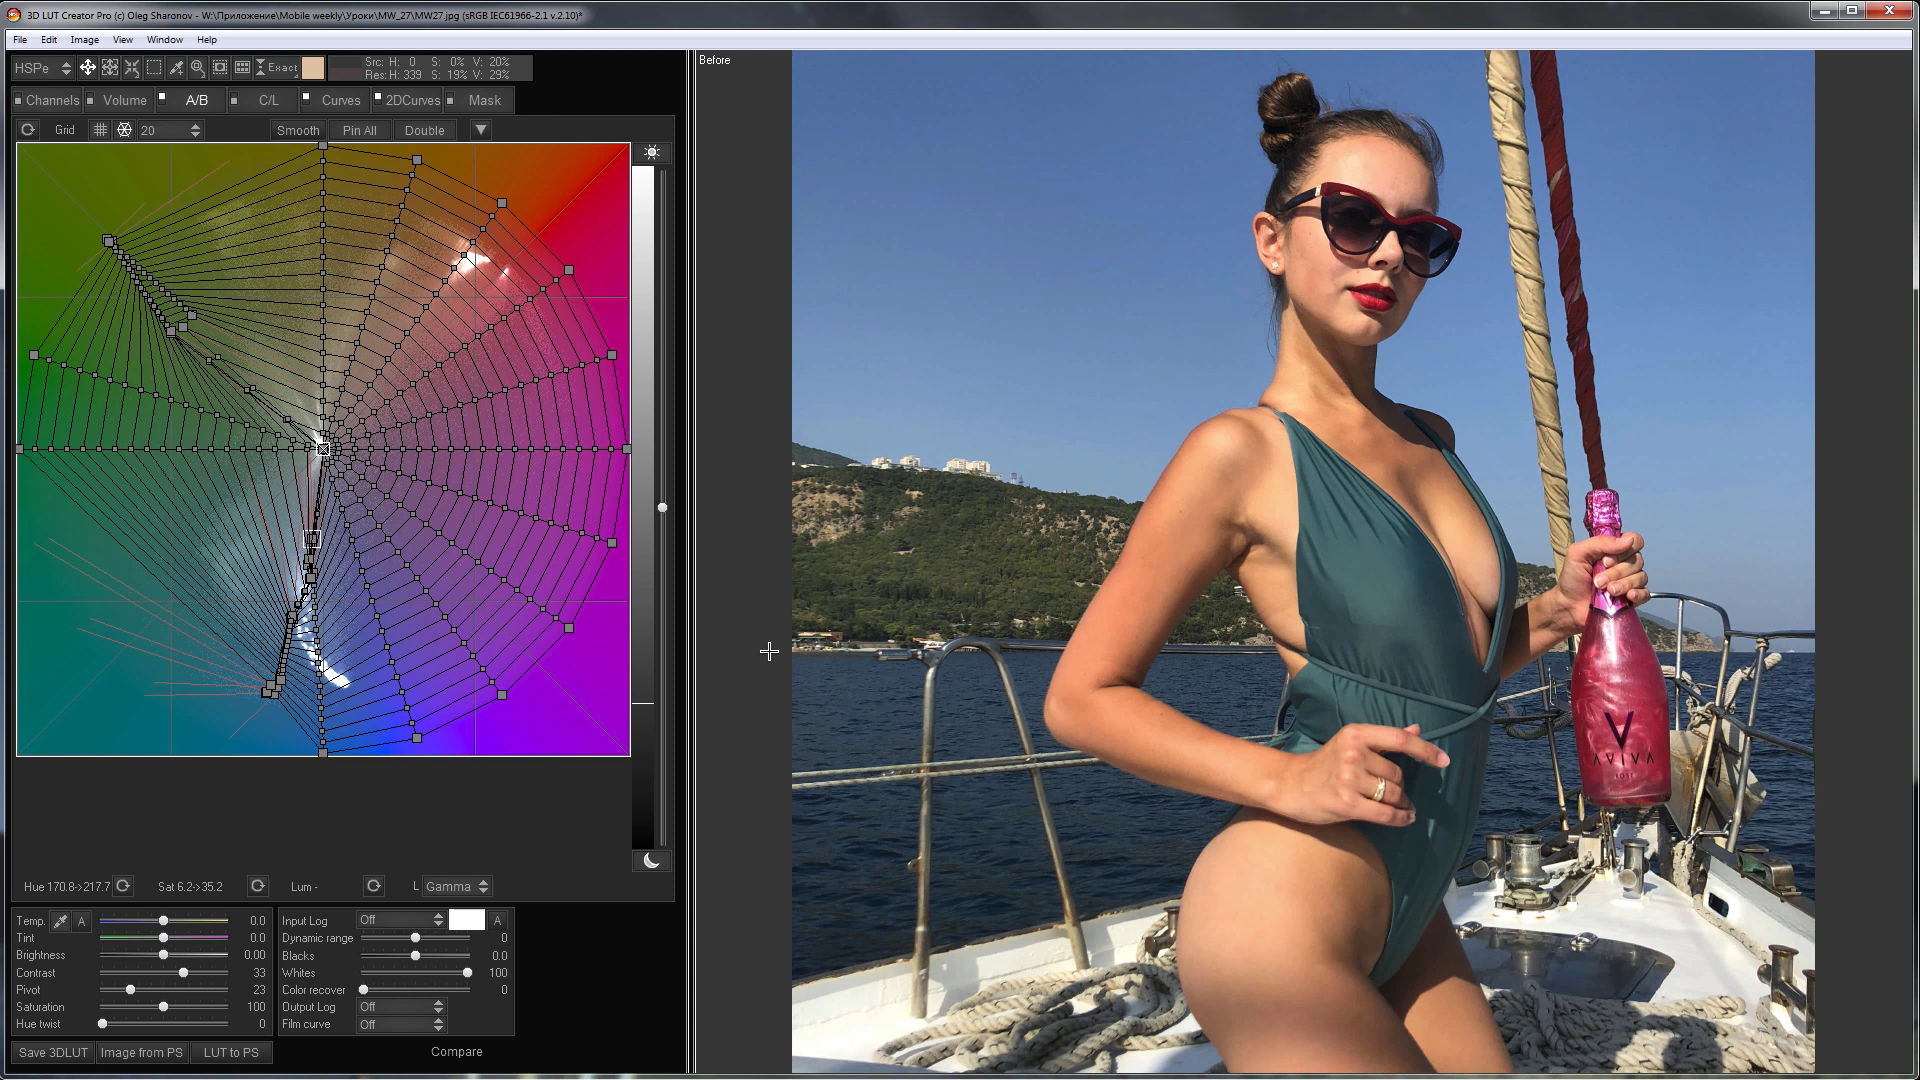 3D LUT Creator Pro (c) Oleg Sharonov - W:\Приложение\Mobile weekly\Уроки\MW_27\MW27.jpg (sRGB IEC61966-2.1 v.2.10)*
File Edit Image View Window Help
HSPe Exact Src: H: 0 S: 0% V: 20%
Res: H: 339 S: 19% V: 29%
Channels Volume A/B C/L Curves 2DCurves Mask
Grid 20 Smooth Pin All Double
Hue 170.8->217.7 Sat 6.2->35.2 Lum - L Gamma
Temp. A 0.0
Tint 0.0
Brightness 0.00
Contrast 33
Pivot 23
Saturation 100
Hue twist 0
Input Log Off A
Dynamic range 0
Blacks 0.0
Whites 100
Color recover 0
Output Log Off
Film curve Off
Save 3DLUT Image from PS LUT to PS Compare
Before
V
AVIVA